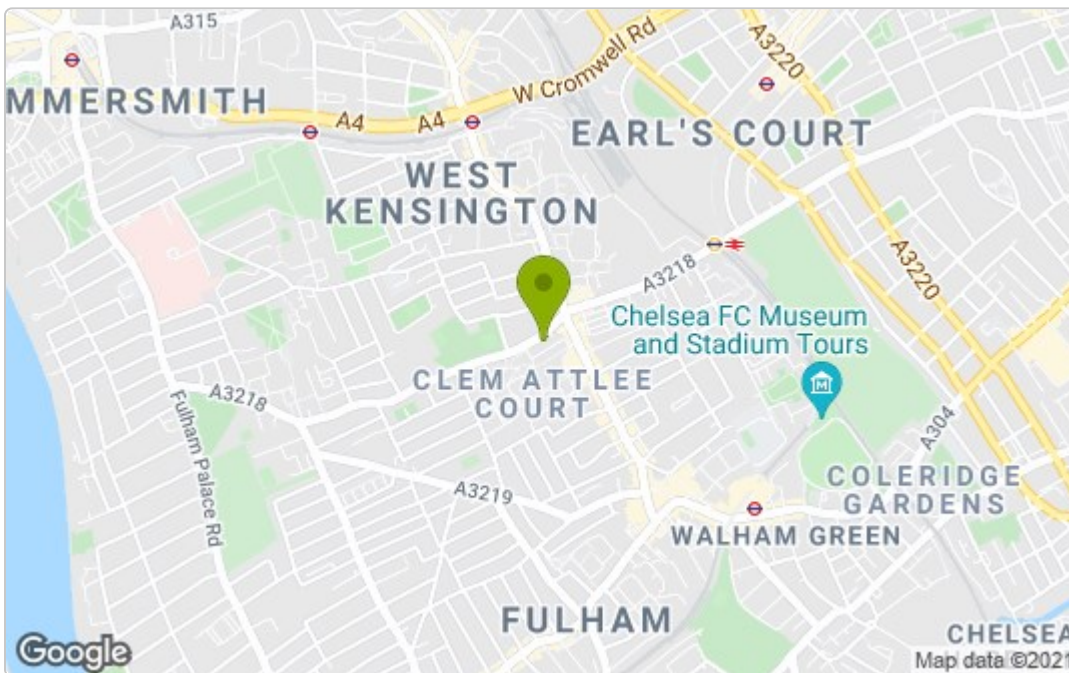 A315
A3220
W Cromwell Rd
MMERSMITH
A4
A4
EARL'S COURT
WEST
KENSINGTON
A3220
A3218
Chelsea FC Museum
and Stadium Tours
CLEM ATTLEE
COURT
A3218
Fulham Palace Rd
A304
A3219
COLERIDGE
GARDENS
WALHAM GREEN
FULHAM
CHELSEA
Google
Map data ©2021